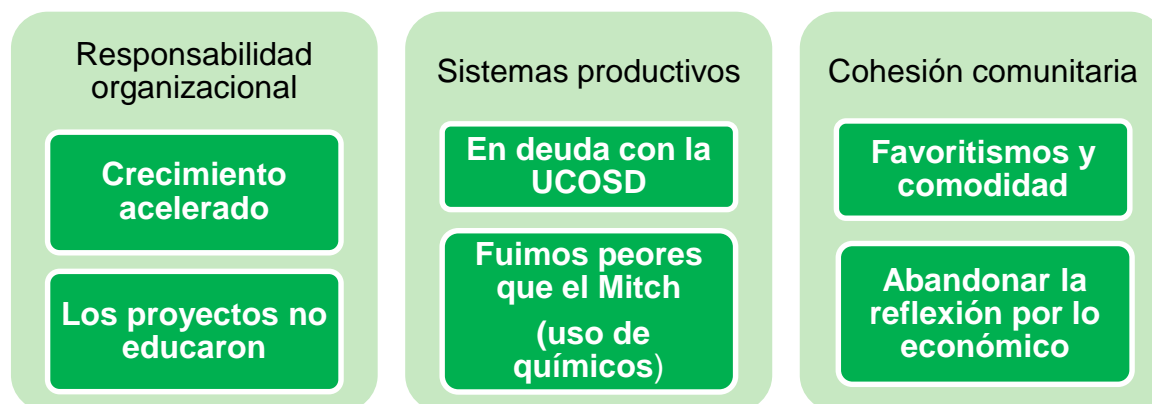 Responsabilidad
organizacional
Crecimiento
acelerado
Los proyectos no
educaron
Sistemas productivos
En deuda con la
UCOSD
Fuimos peores
que el Mitch
(uso de
químicos)
Cohesión comunitaria
Favoritismos y
comodidad
Abandonar la
reflexión por lo
económico